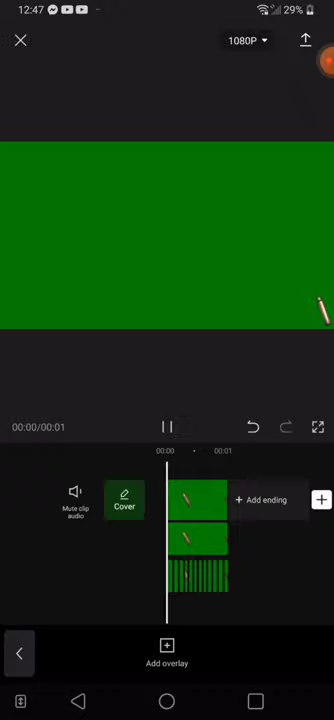 12:47
29%
1080P
00:00/00:01
00:00
00:01
Mute clip
audio
Cover
+ Add ending
Add overlay